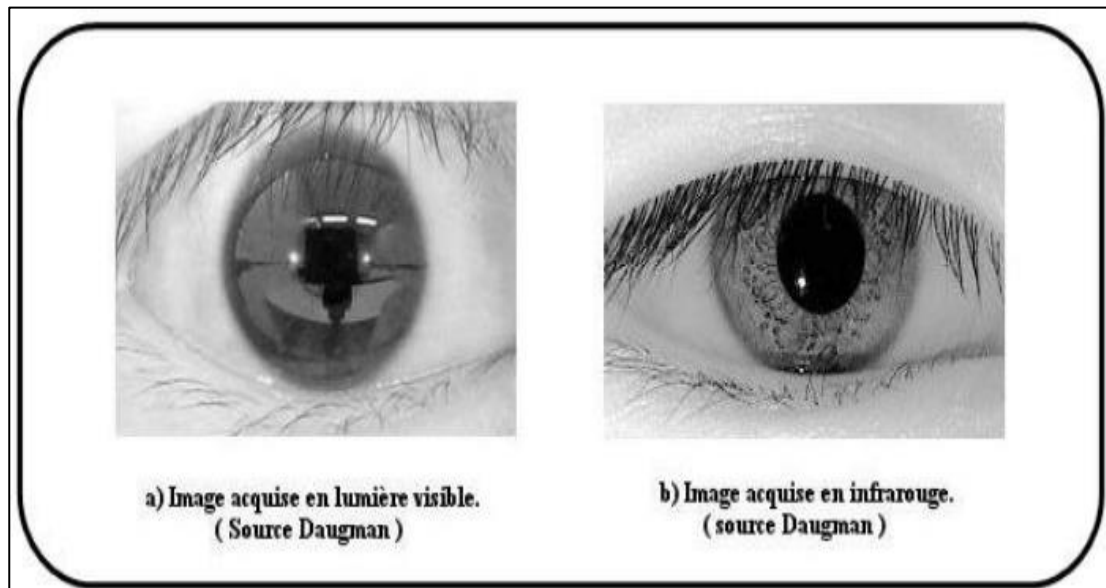 a) Image acquise en lumière visible.
( Source Daugman )
b) Image acquise en infrarouge.
( source Daugman )